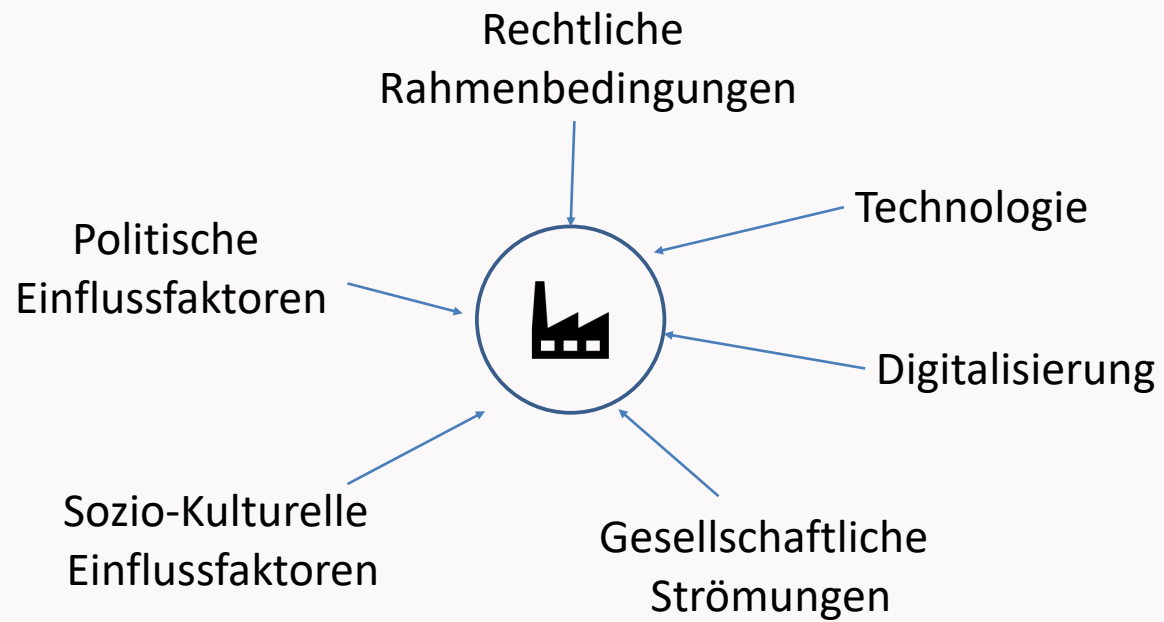 Rechtliche
Rahmenbedingungen
Technologie
Politische
Einflussfaktoren
Digitalisierung
Sozio-Kulturelle
Einflussfaktoren
Gesellschaftliche
Strömungen